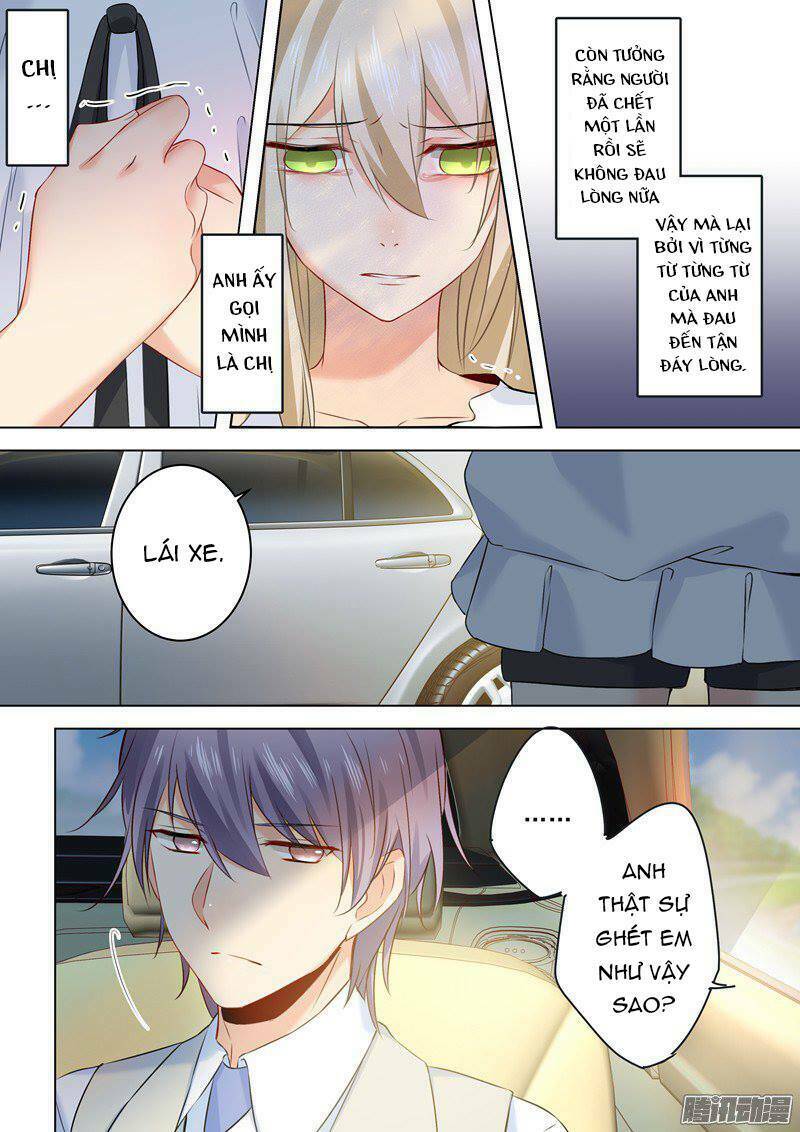 CHỊ
...
ANH ẤY
GỌI
MÌNH
LÀ CHỊ
CÒN TƯỞNG
RẰNG NGƯỜI
ĐÃ CHẾT
MỘT LẦN
RỒI SẼ
KHÔNG ĐAU
LÒNG NỮA
VẬY MÀ LẠI
BỞI VÌ TỪNG
TỪ TỪNG TỪ
CỦA ANH
MÀ ĐAU
ĐẾN TẬN
ĐÁY LÒNG.
LÁI XE.
......
ANH
THẬT SỰ
GHÉT EM
NHƯ VẬY
SAO?
腾讯动漫